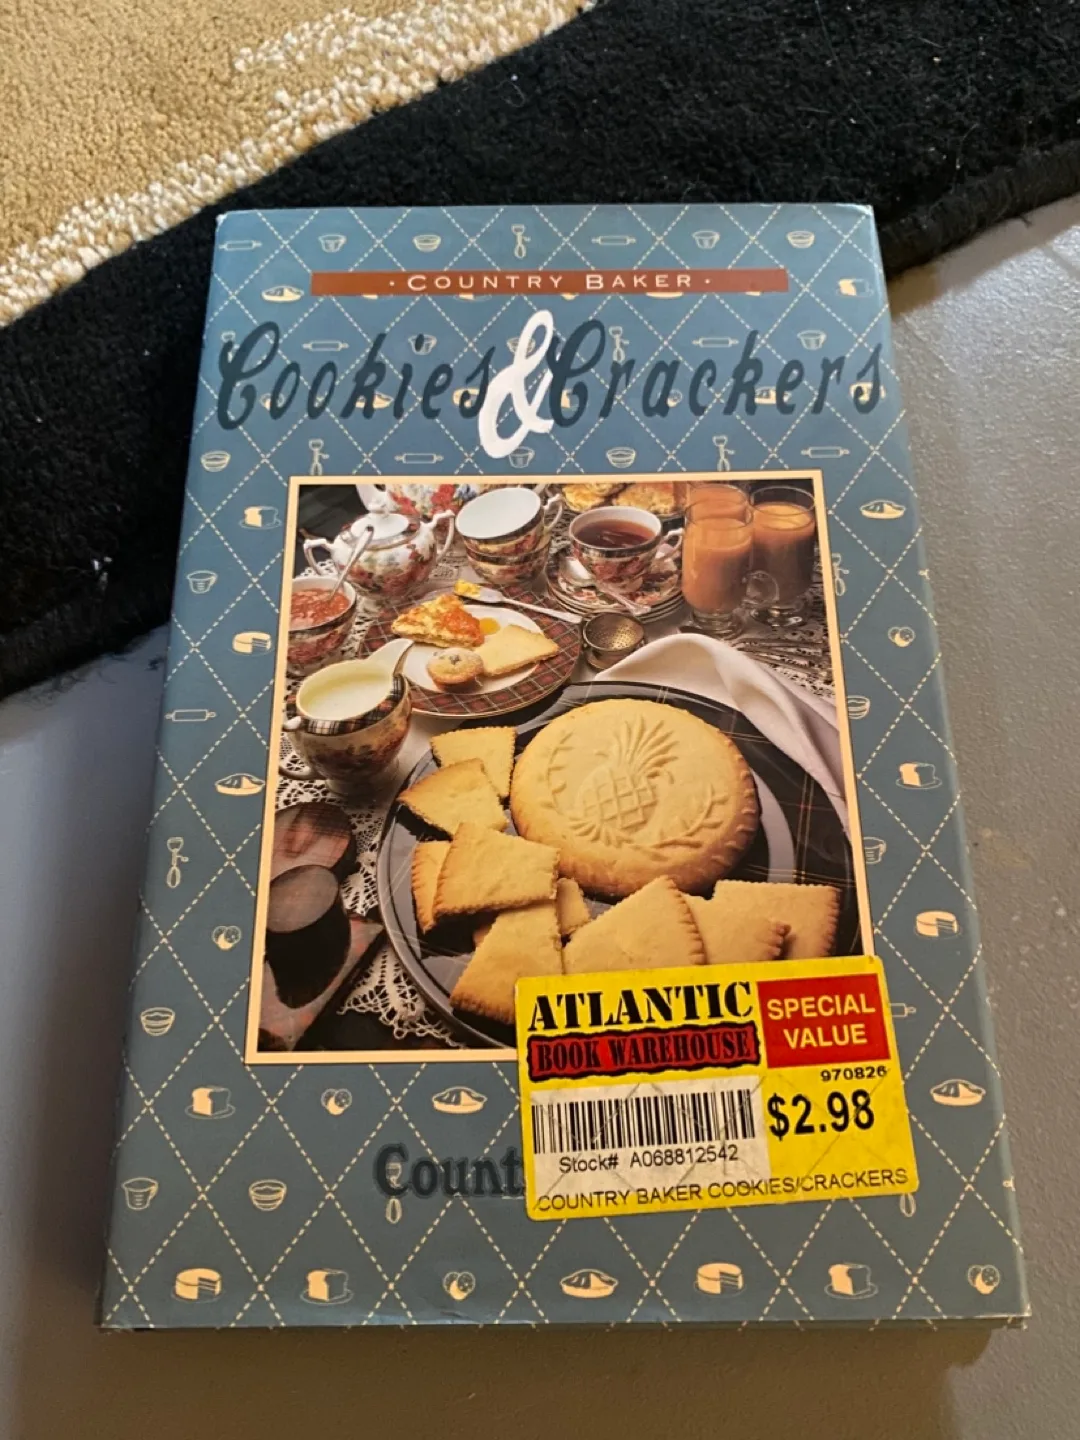 · COUNTRY BAKER ·
Cookies & Crackers
ATLANTIC
BOOK WAREHOUSE
SPECIAL
VALUE
970826
$2.98
Stock# A068812542
COUNTRY BAKER COOKIES/CRACKERS
Count